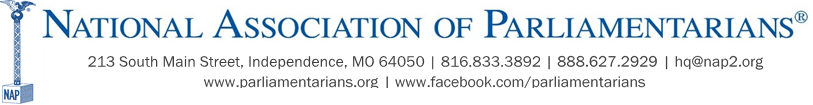 NATIONAL ASSOCIATION OF PARLIAMENTARIANS®
213 South Main Street, Independence, MO 64050 | 816.833.3892 | 888.627.2929 | hq@nap2.org
www.parliamentarians.org | www.facebook.com/parliamentarians
NAP